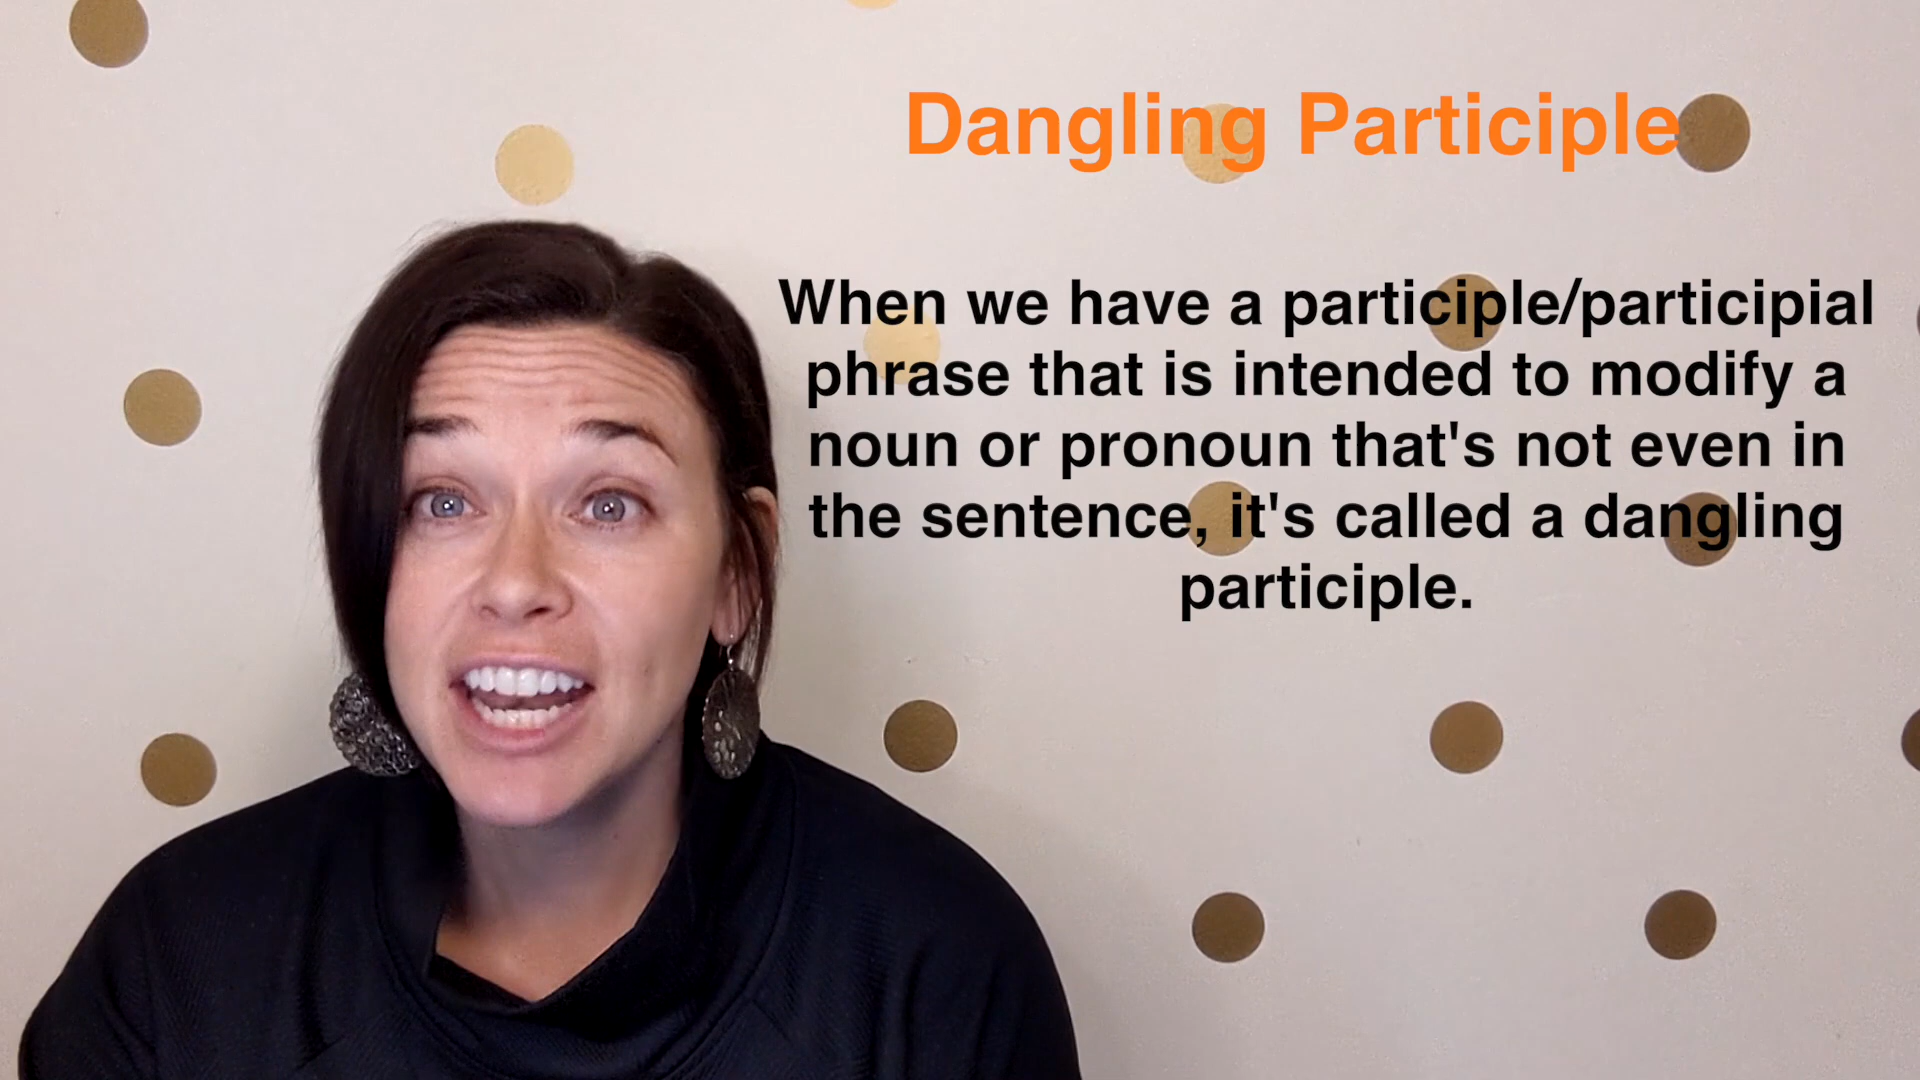 Dangling Participle
When we have a participle/participial
phrase that is intended to modify a
noun or pronoun that's not even in
the sentence, it's called a dangling
participle.